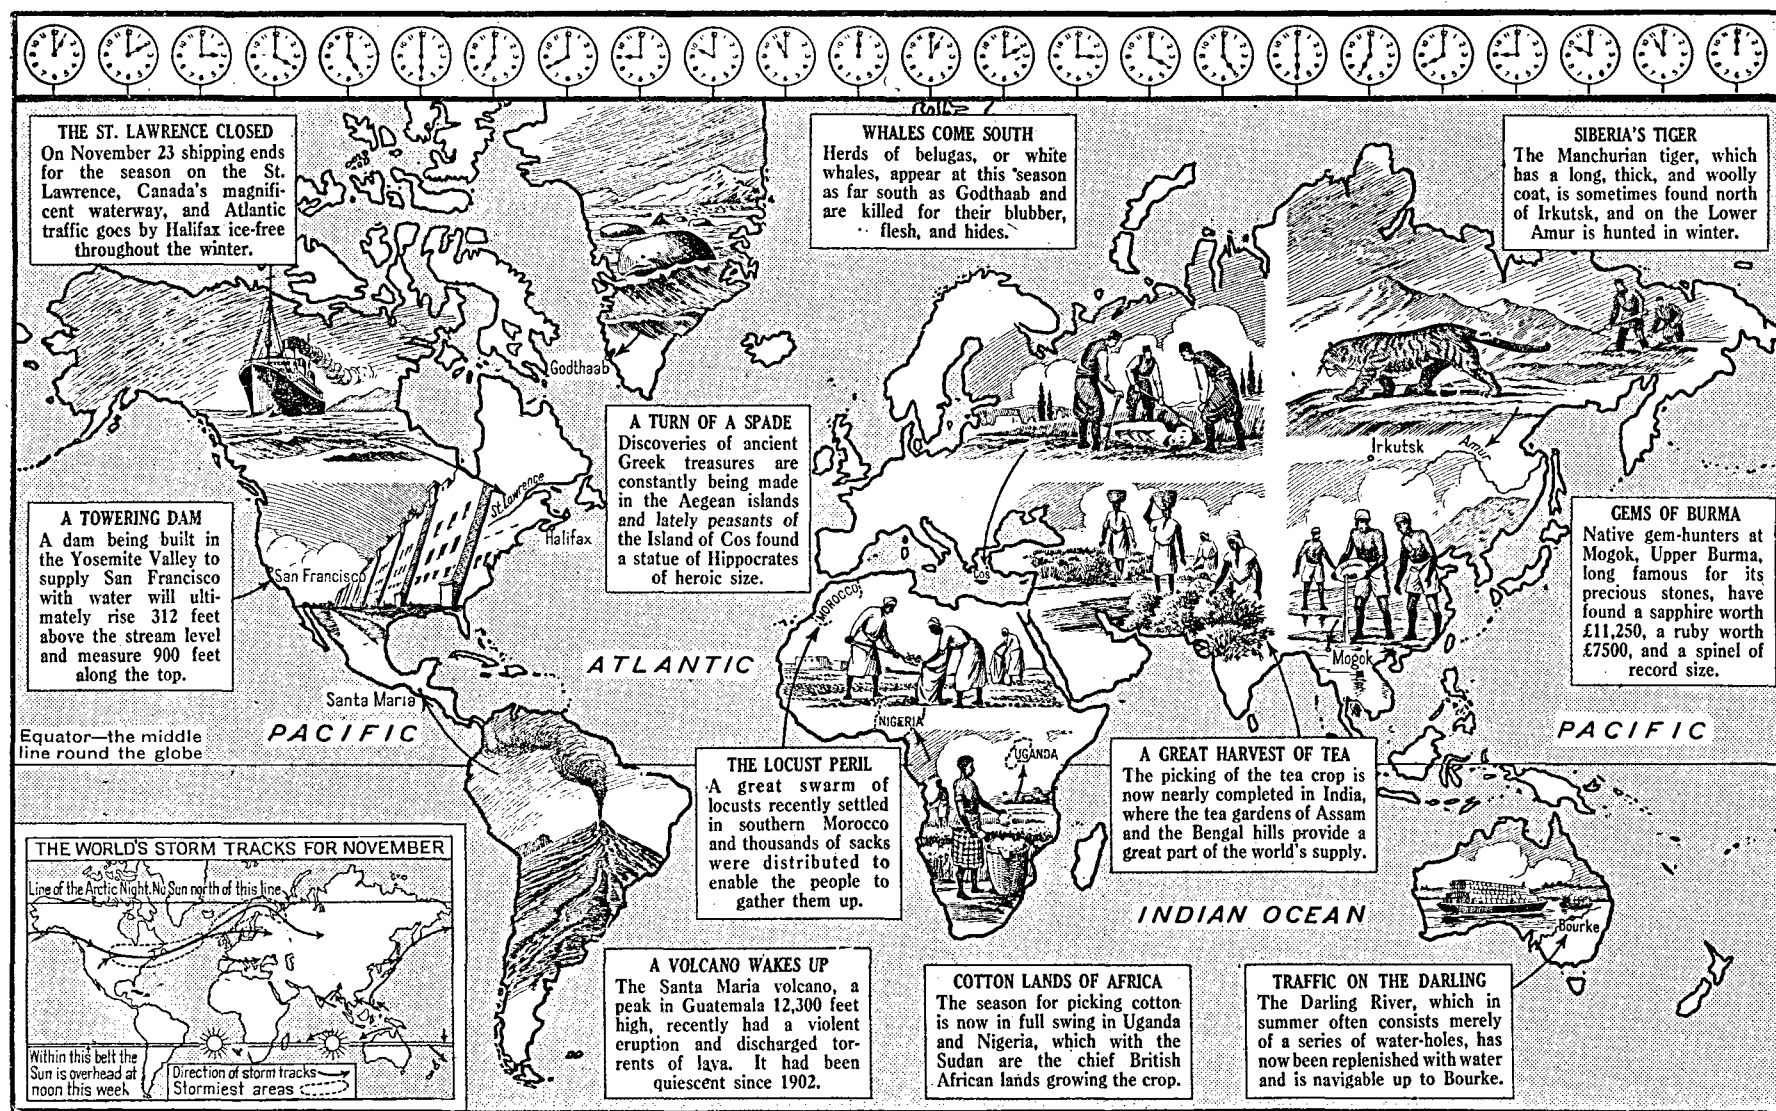 THE ST. LAWRENCE CLOSED
On November 23 shipping ends
for the season on the St.
Lawrence, Canada's magnifi-
cent waterway, and Atlantic
traffic goes by Halifax ice-free
throughout the winter.
WHALES COME SOUTH
Herds of belugas, or white
whales, appear at this season
as far south as Godthaab and
are killed for their blubber,
flesh, and hides.
SIBERIA'S TIGER
The Manchurian tiger, which
has a long, thick, and woolly
coat, is sometimes found north
of Irkutsk, and on the Lower
Amur is hunted in winter.
Godthaab
A TURN OF A SPADE
Discoveries of ancient
Greek treasures are
constantly being made
in the Aegean islands
and lately peasants of
the Island of Cos found
a statue of Hippocrates
of heroic size.
Irkutsk
Amur
St. Lawrence
Halifax
A TOWERING DAM
A dam being built in
the Yosemite Valley to
supply San Francisco
with water will ulti-
mately rise 312 feet
above the stream level
and measure 900 feet
along the top.
San Francisco
Cos
MOROCCO
GEMS OF BURMA
Native gem-hunters at
Mogok, Upper Burma,
long famous for its
precious stones, have
found a sapphire worth
£11,250, a ruby worth
£7500, and a spinel of
record size.
Mogok
ATLANTIC
Santa Maria
PACIFIC
NIGERIA
UGANDA
PACIFIC
Equator—the middle
line round the globe
THE LOCUST PERIL
A great swarm of
locusts recently settled
in southern Morocco
and thousands of sacks
were distributed to
enable the people to
gather them up.
A GREAT HARVEST OF TEA
The picking of the tea crop is
now nearly completed in India,
where the tea gardens of Assam
and the Bengal hills provide a
great part of the world's supply.
THE WORLD'S STORM TRACKS FOR NOVEMBER
Line of the Arctic Night. No Sun north of this line
Within this belt the
Sun is overhead at
noon this week
Direction of storm tracks
Stormiest areas
INDIAN OCEAN
Bourke
A VOLCANO WAKES UP
The Santa Maria volcano, a
peak in Guatemala 12,300 feet
high, recently had a violent
eruption and discharged tor-
rents of lava. It had been
quiescent since 1902.
COTTON LANDS OF AFRICA
The season for picking cotton
is now in full swing in Uganda
and Nigeria, which with the
Sudan are the chief British
African lands growing the crop.
TRAFFIC ON THE DARLING
The Darling River, which in
summer often consists merely
of a series of water-holes, has
now been replenished with water
and is navigable up to Bourke.